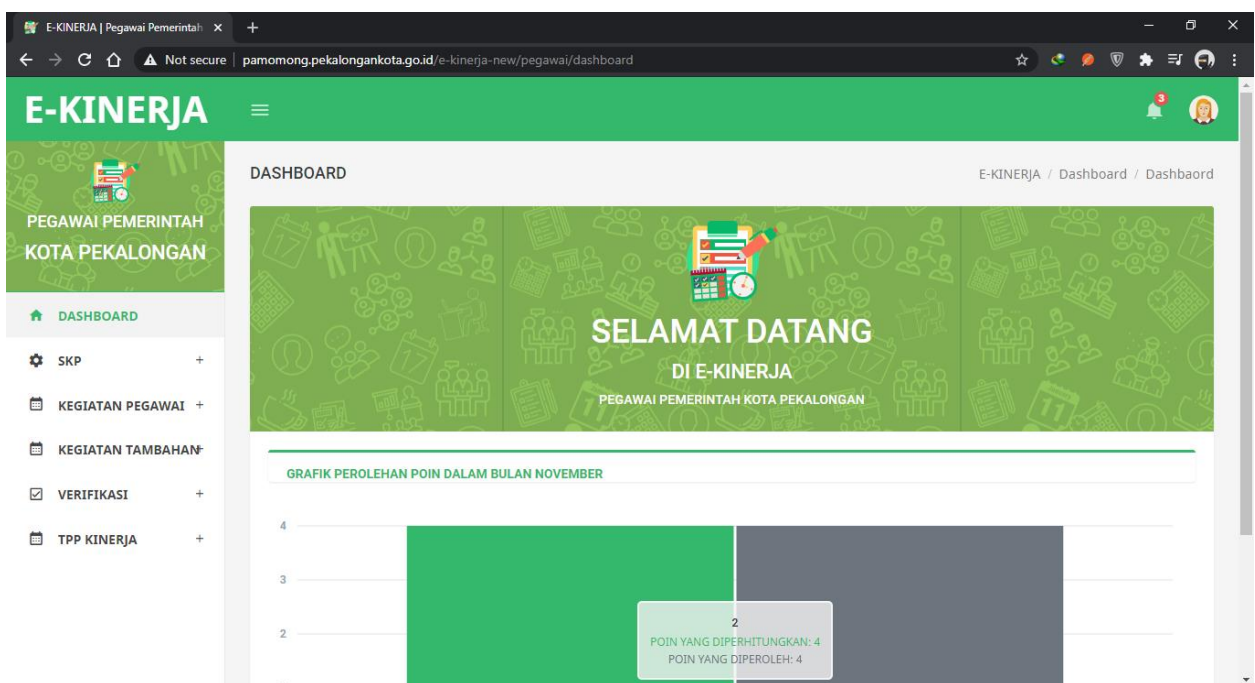 E-KINERJA | Pegawai Pemerintah
Not secure | pamomong.pekalongankota.go.id/e-kinerja-new/pegawai/dashboard
E-KINERJA
3
PEGAWAI PEMERINTAH
KOTA PEKALONGAN
DASHBOARD
SKP +
KEGIATAN PEGAWAI +
KEGIATAN TAMBAHAN+
VERIFIKASI +
TPP KINERJA +
DASHBOARD
E-KINERJA / Dashboard / Dashbaord
SELAMAT DATANG
DI E-KINERJA
PEGAWAI PEMERINTAH KOTA PEKALONGAN
GRAFIK PEROLEHAN POIN DALAM BULAN NOVEMBER
4
3
2
2
POIN YANG DIPERHITUNGKAN: 4
POIN YANG DIPEROLEH: 4